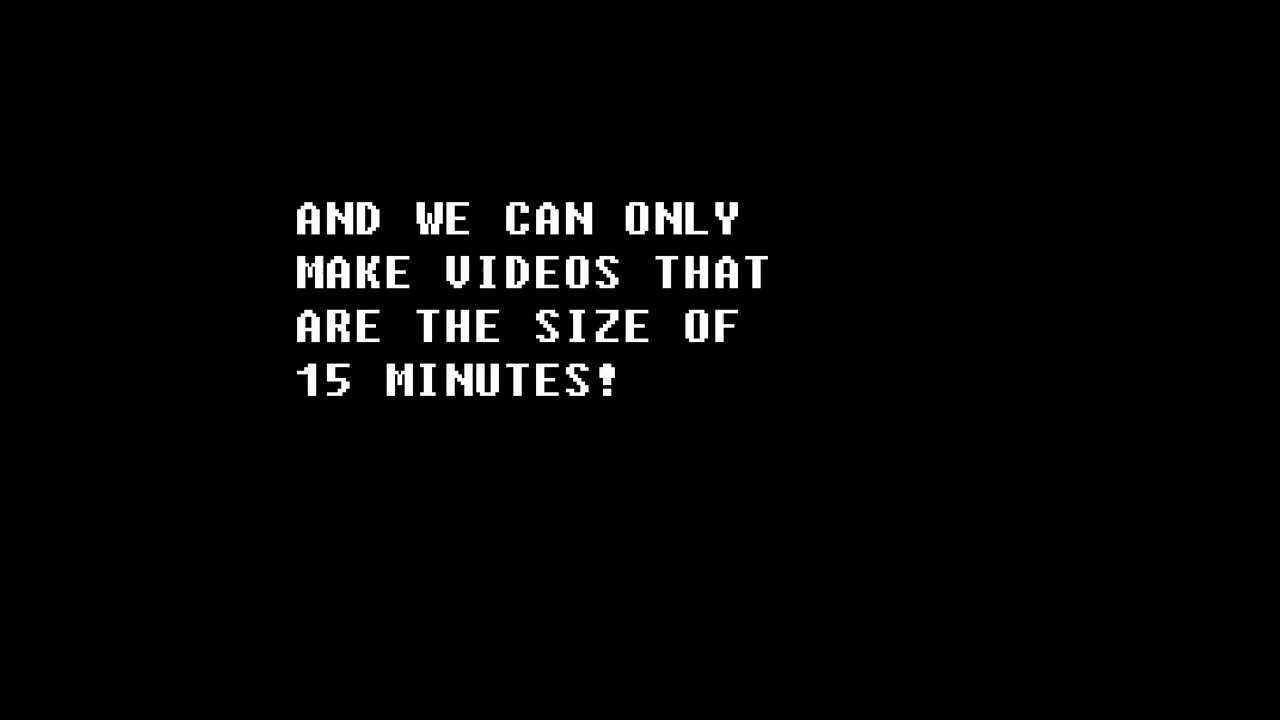 AND WE CAN ONLY
MAKE VIDEOS THAT
ARE THE SIZE OF
15 MINUTES!